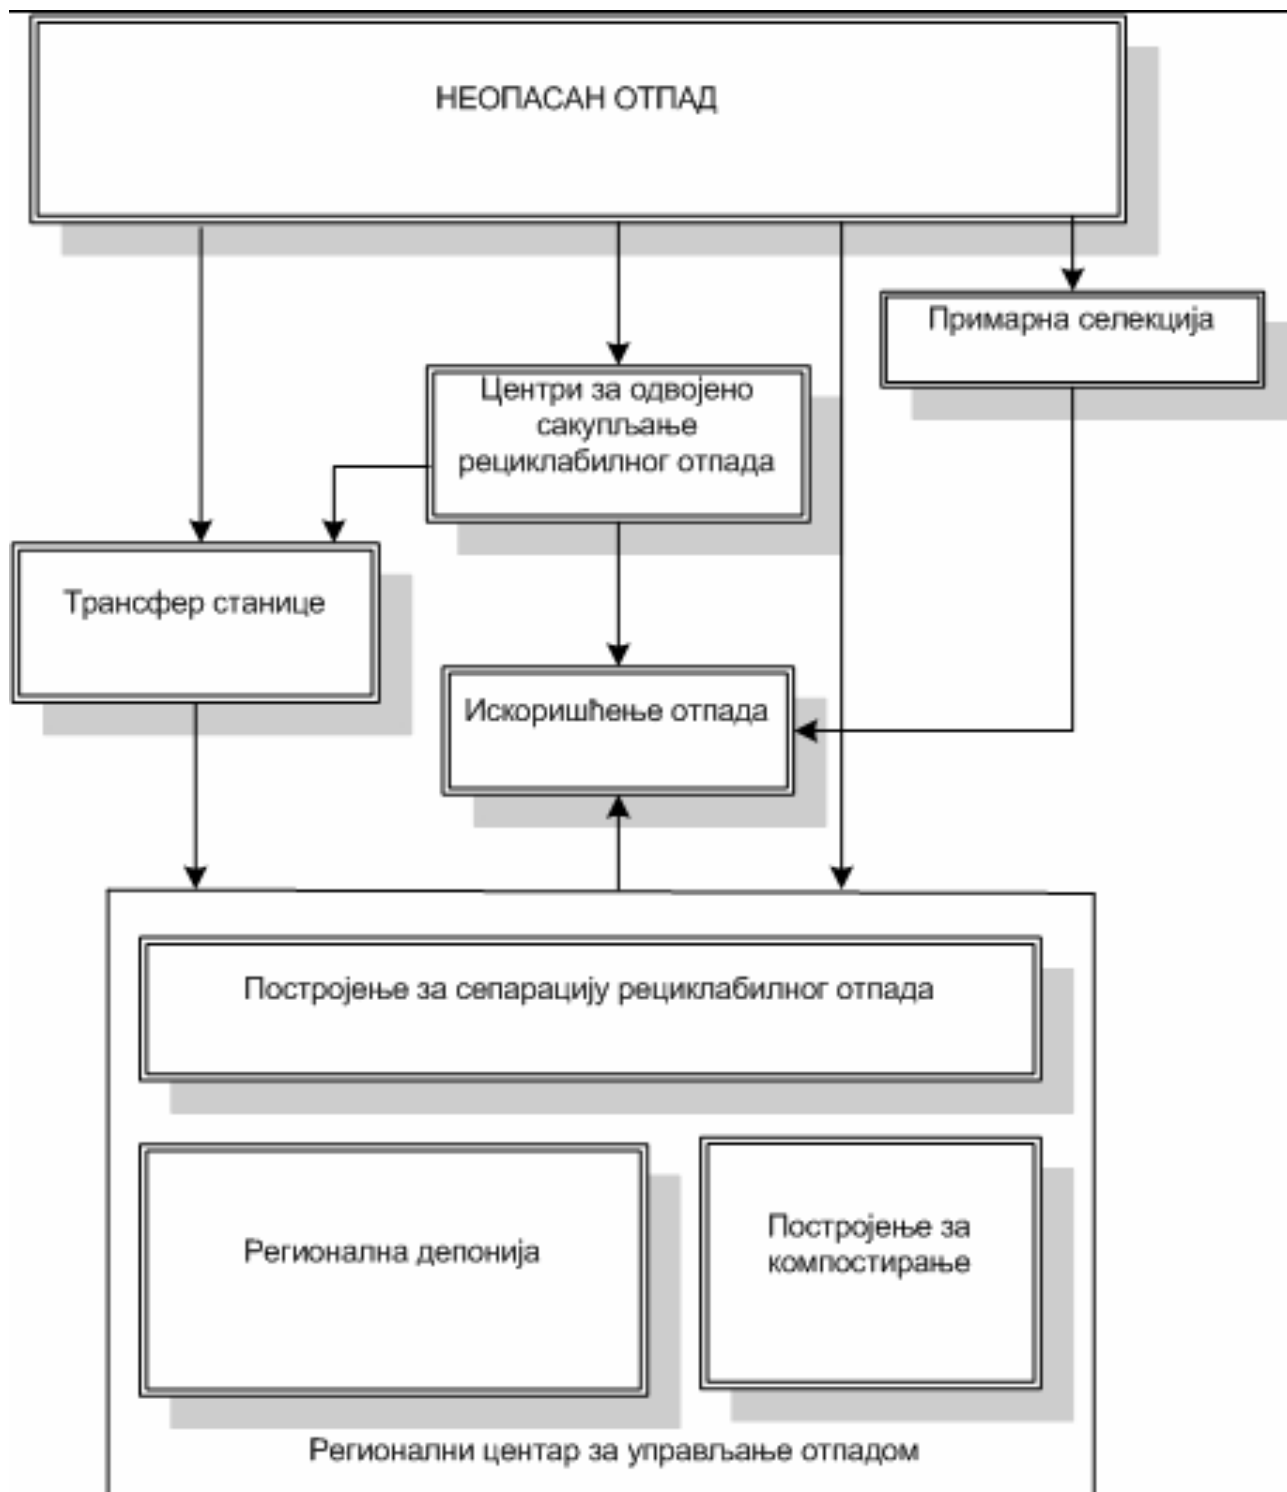 НЕОПАСАН ОТПАД
Примарна селекција
Центри за одвојено
сакупљање
рециклабилног отпада
Трансфер станице
Искоришћење отпада
Постројење за сепарацију рециклабилног отпада
Регионална депонија
Постројење за
компостирање
Регионални центар за управљање отпадом